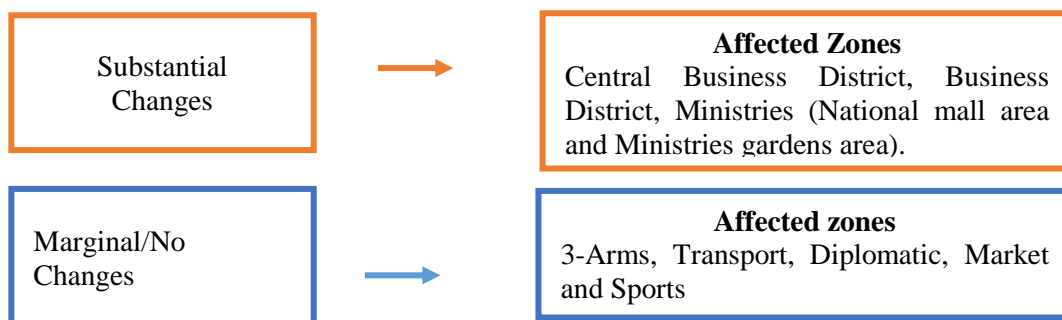 Substantial
Changes
Affected Zones
Central Business District, Business
District, Ministries (National mall area
and Ministries gardens area).
Marginal/No
Changes
Affected zones
3-Arms, Transport, Diplomatic, Market
and Sports